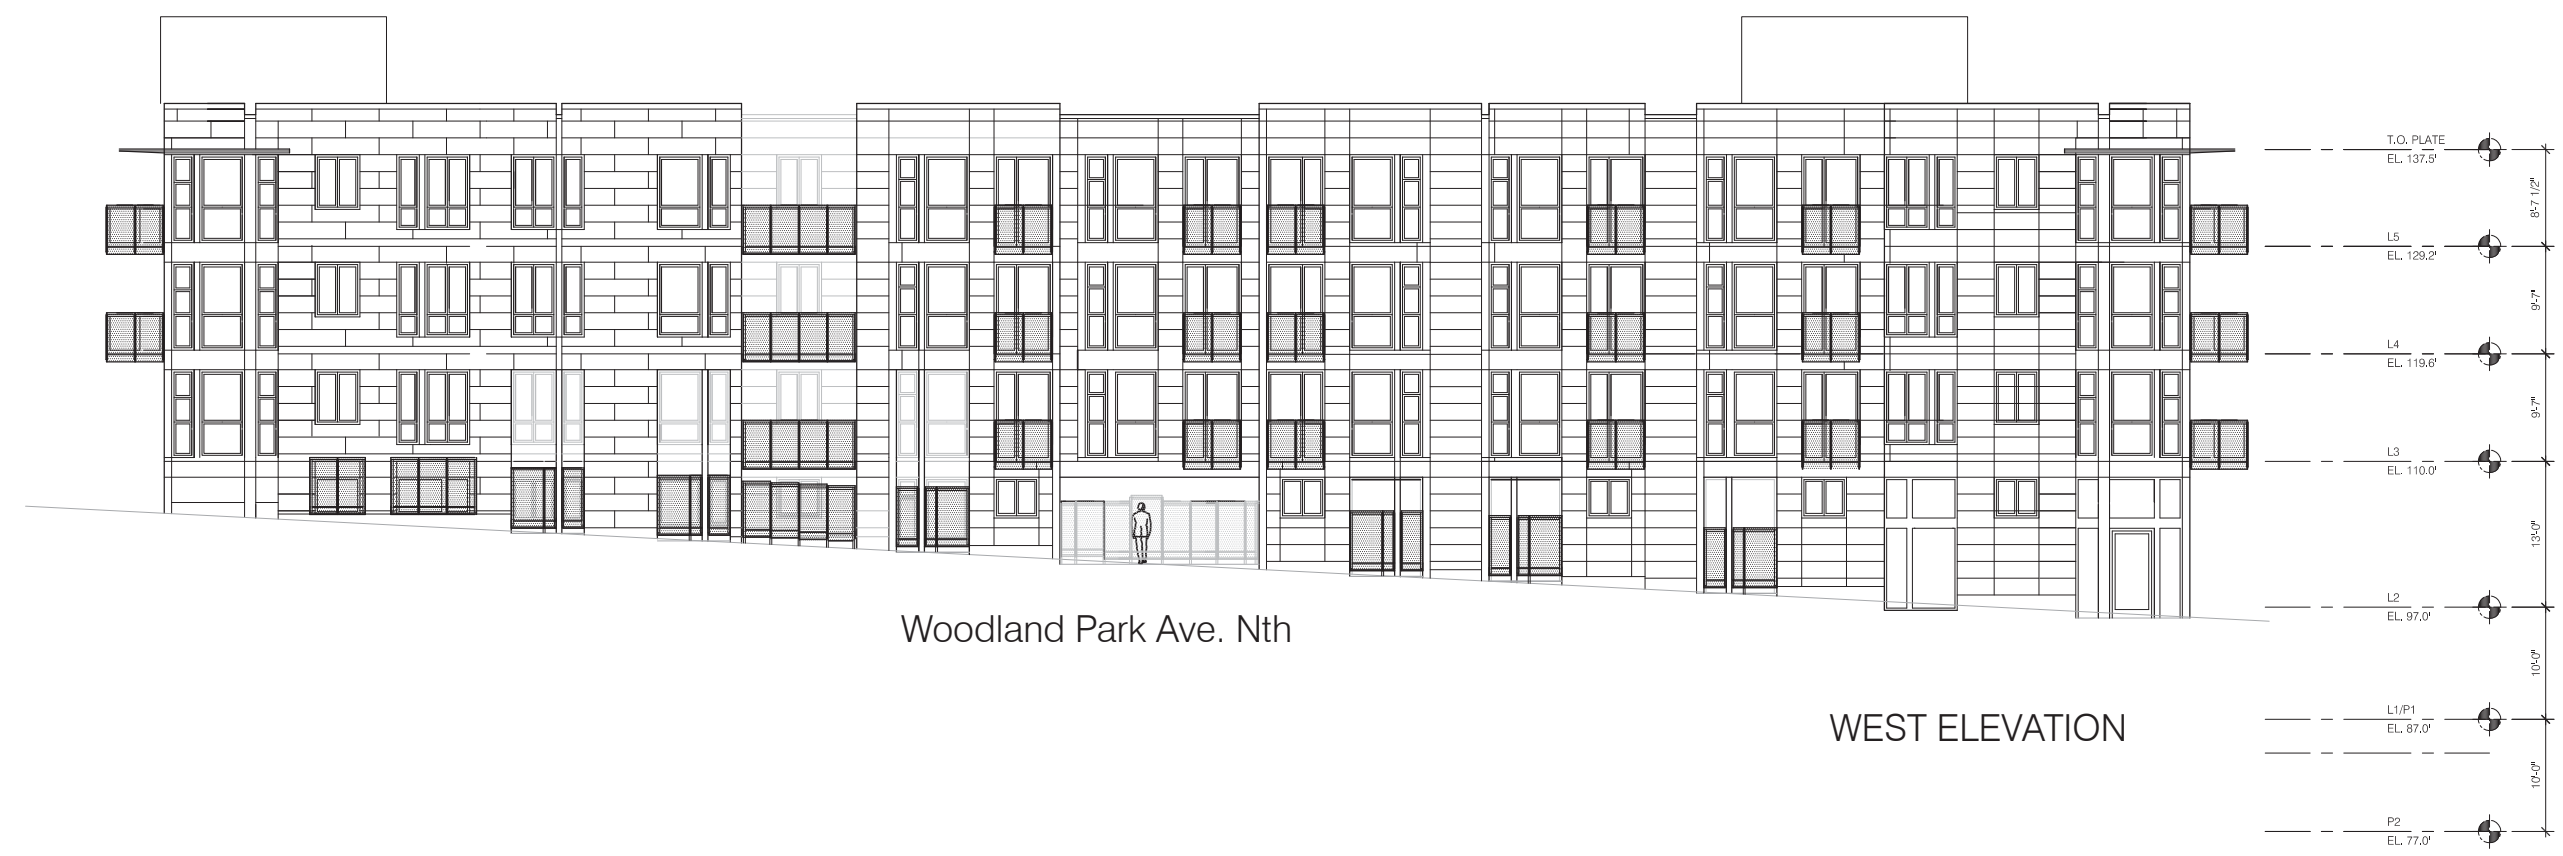 T.O. PLATE
EL. 137.5'
8'-7 1/2"
L5
EL. 129.2'
9'-7"
L4
EL. 119.6'
9'-7"
L3
EL. 110.0'
13'-0"
L2
EL. 97.0'
Woodland Park Ave. Nth
10'-0"
L1/P1
EL. 87.0'
WEST ELEVATION
10'-0"
P2
EL. 77.0'